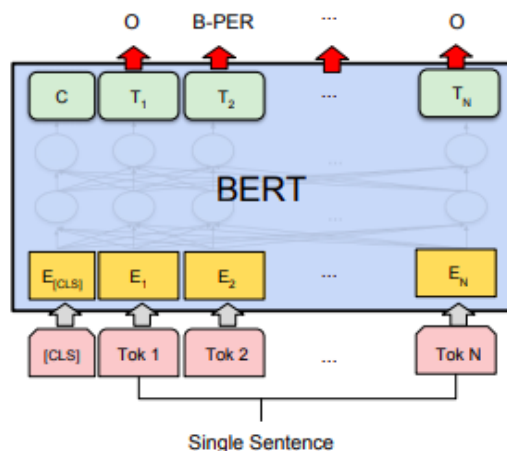 O B-PER ... O
C T1 T2 ... TN
...
BERT
...
E[CLS] E1 E2 ... EN
[CLS] Tok 1 Tok 2 ... Tok N
Single Sentence